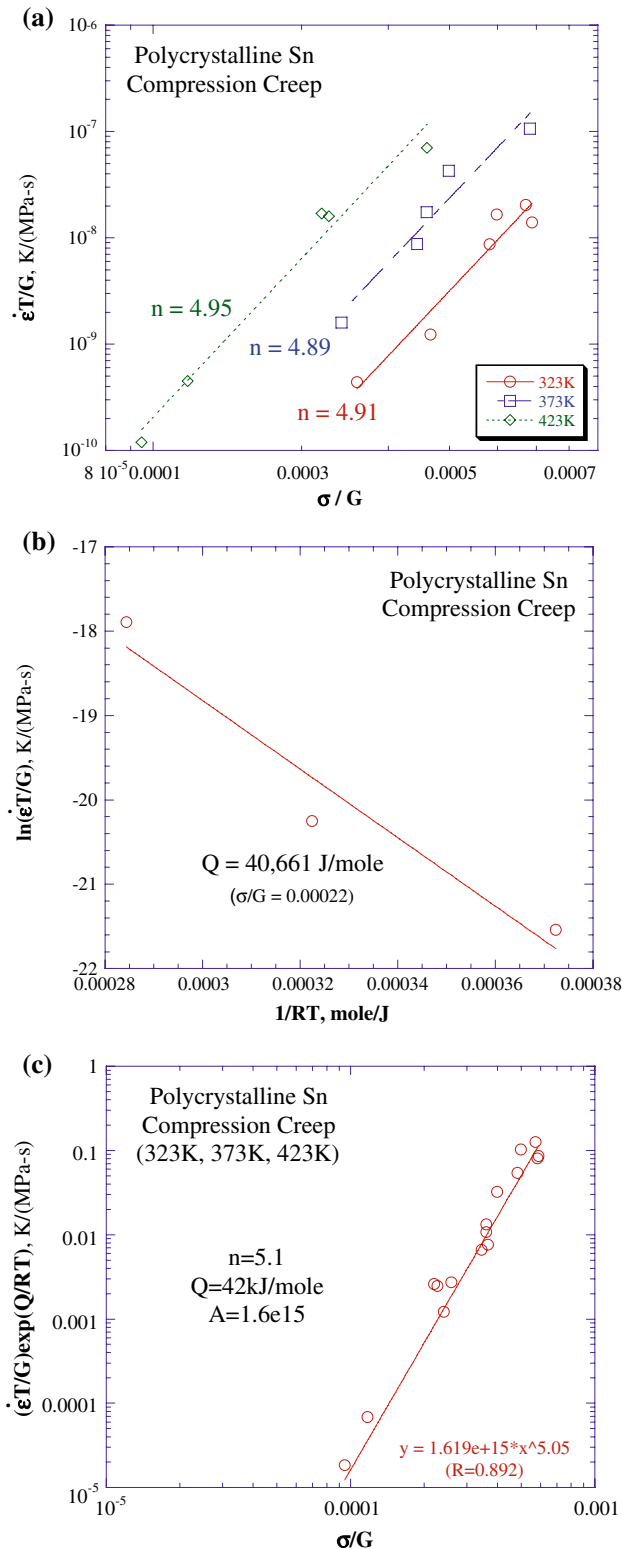 (a)
10^-6
Polycrystalline Sn
Compression Creep
10^-7
10^-8
ε̇T/G, K/(MPa-s)
n = 4.95
n = 4.89
10^-9
n = 4.91
323K
373K
423K
10^-10
8 10^-5
0.0001
0.0003
0.0005
0.0007
σ / G
(b)
-17
Polycrystalline Sn
Compression Creep
-18
-19
ln(ε̇T/G), K/(MPa-s)
-20
Q = 40,661 J/mole
(σ/G = 0.00022)
-21
-22
0.00028
0.0003
0.00032
0.00034
0.00036
0.00038
1/RT, mole/J
(c)
1
Polycrystalline Sn
Compression Creep
(323K, 373K, 423K)
0.1
0.01
n=5.1
Q=42kJ/mole
A=1.6e15
(ε̇T/G)exp(Q/RT), K/(MPa-s)
0.001
0.0001
y = 1.619e+15*x^5.05
(R=0.892)
10^-5
10^-5
0.0001
0.001
σ/G